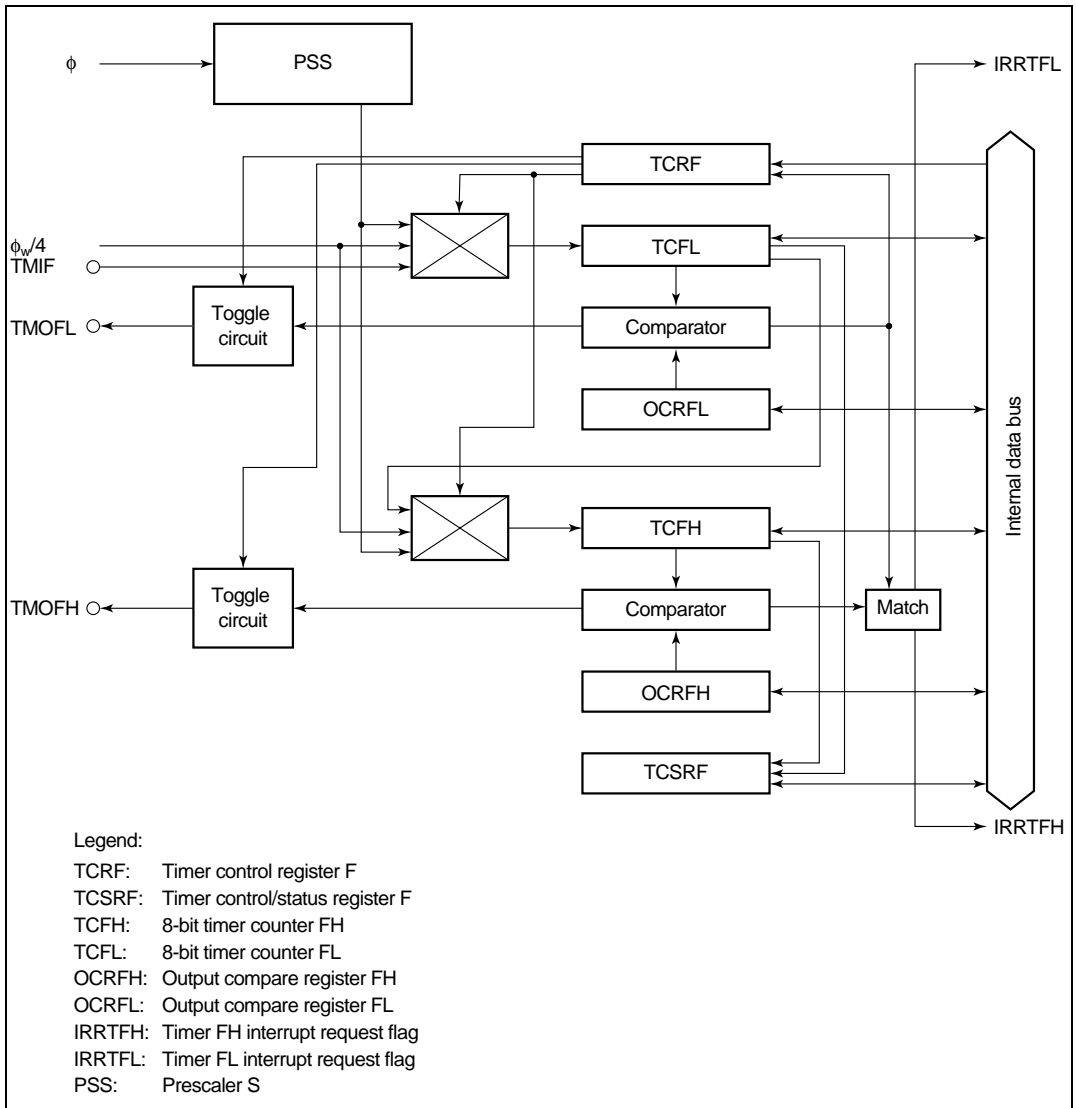 ϕ
PSS
IRRTFL
TCRF
ϕw/4
TMIF
TCFL
TMOFL
Toggle
circuit
Comparator
OCRFL
Internal data bus
TCFH
TMOFH
Toggle
circuit
Comparator
Match
OCRFH
TCSRF
IRRTFH
Legend:
TCRF: Timer control register F
TCSRF: Timer control/status register F
TCFH: 8-bit timer counter FH
TCFL: 8-bit timer counter FL
OCRFH: Output compare register FH
OCRFL: Output compare register FL
IRRTFH: Timer FH interrupt request flag
IRRTFL: Timer FL interrupt request flag
PSS: Prescaler S